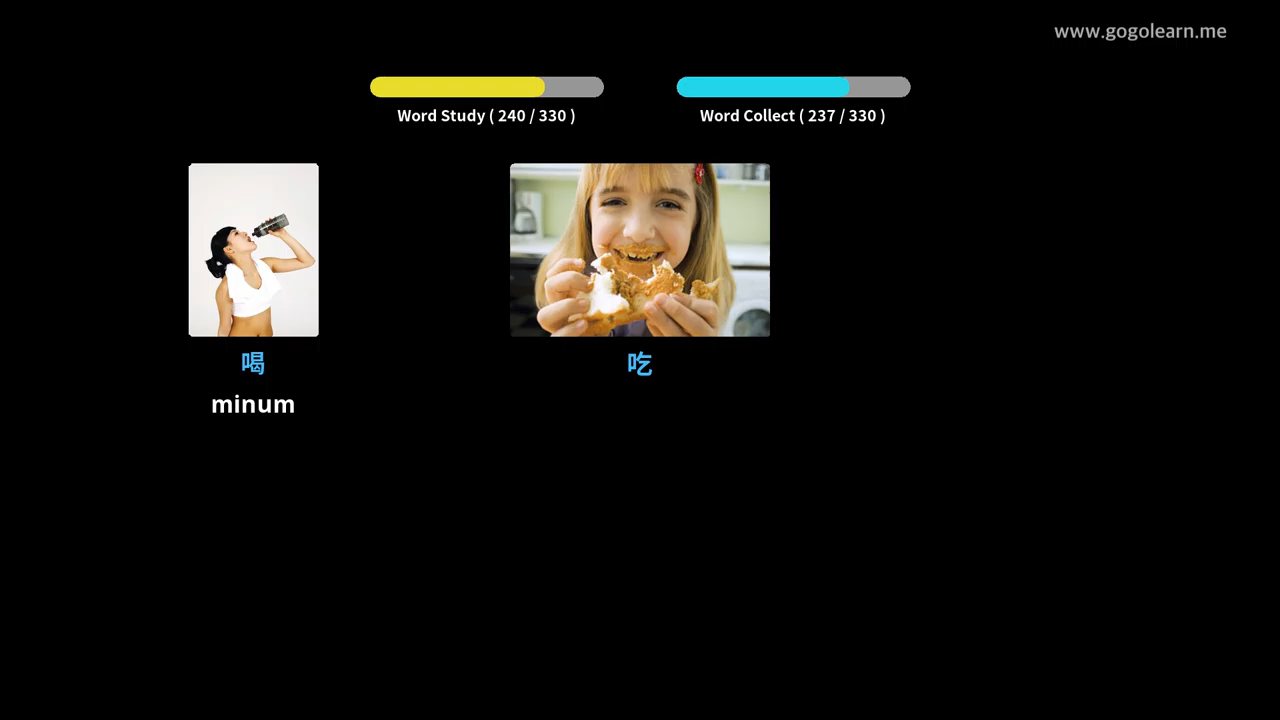 www.gogolearn.me
Word Study ( 240 / 330 )
Word Collect ( 237 / 330 )
喝
吃
minum